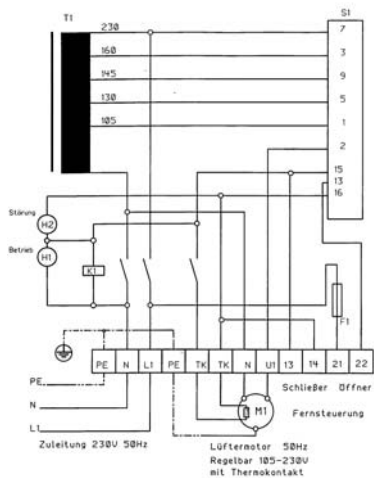 T1
S1
230
7
160
3
145
9
130
5
105
1
2
15
13
16
Störung
H2
Betrieb
H1
K1
F1
PE N L1 PE TK TK N U1 13 14 21 22
PE
Schließer Öffner
N
M1
Fernsteuerung
L1
Zuleitung 230V 50Hz
Lüftermotor 50Hz
Regelbar 105-230V
mit Thermokontakt